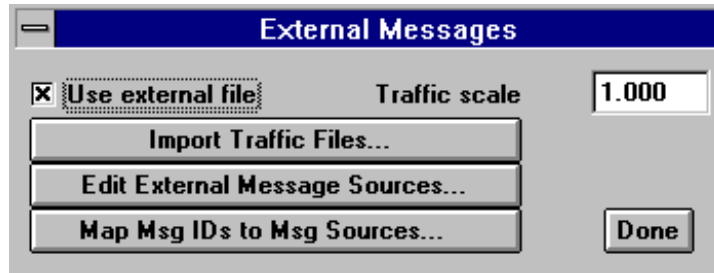 External Messages
Use external file Traffic scale 1.000
Import Traffic Files...
Edit External Message Sources...
Map Msg IDs to Msg Sources... Done